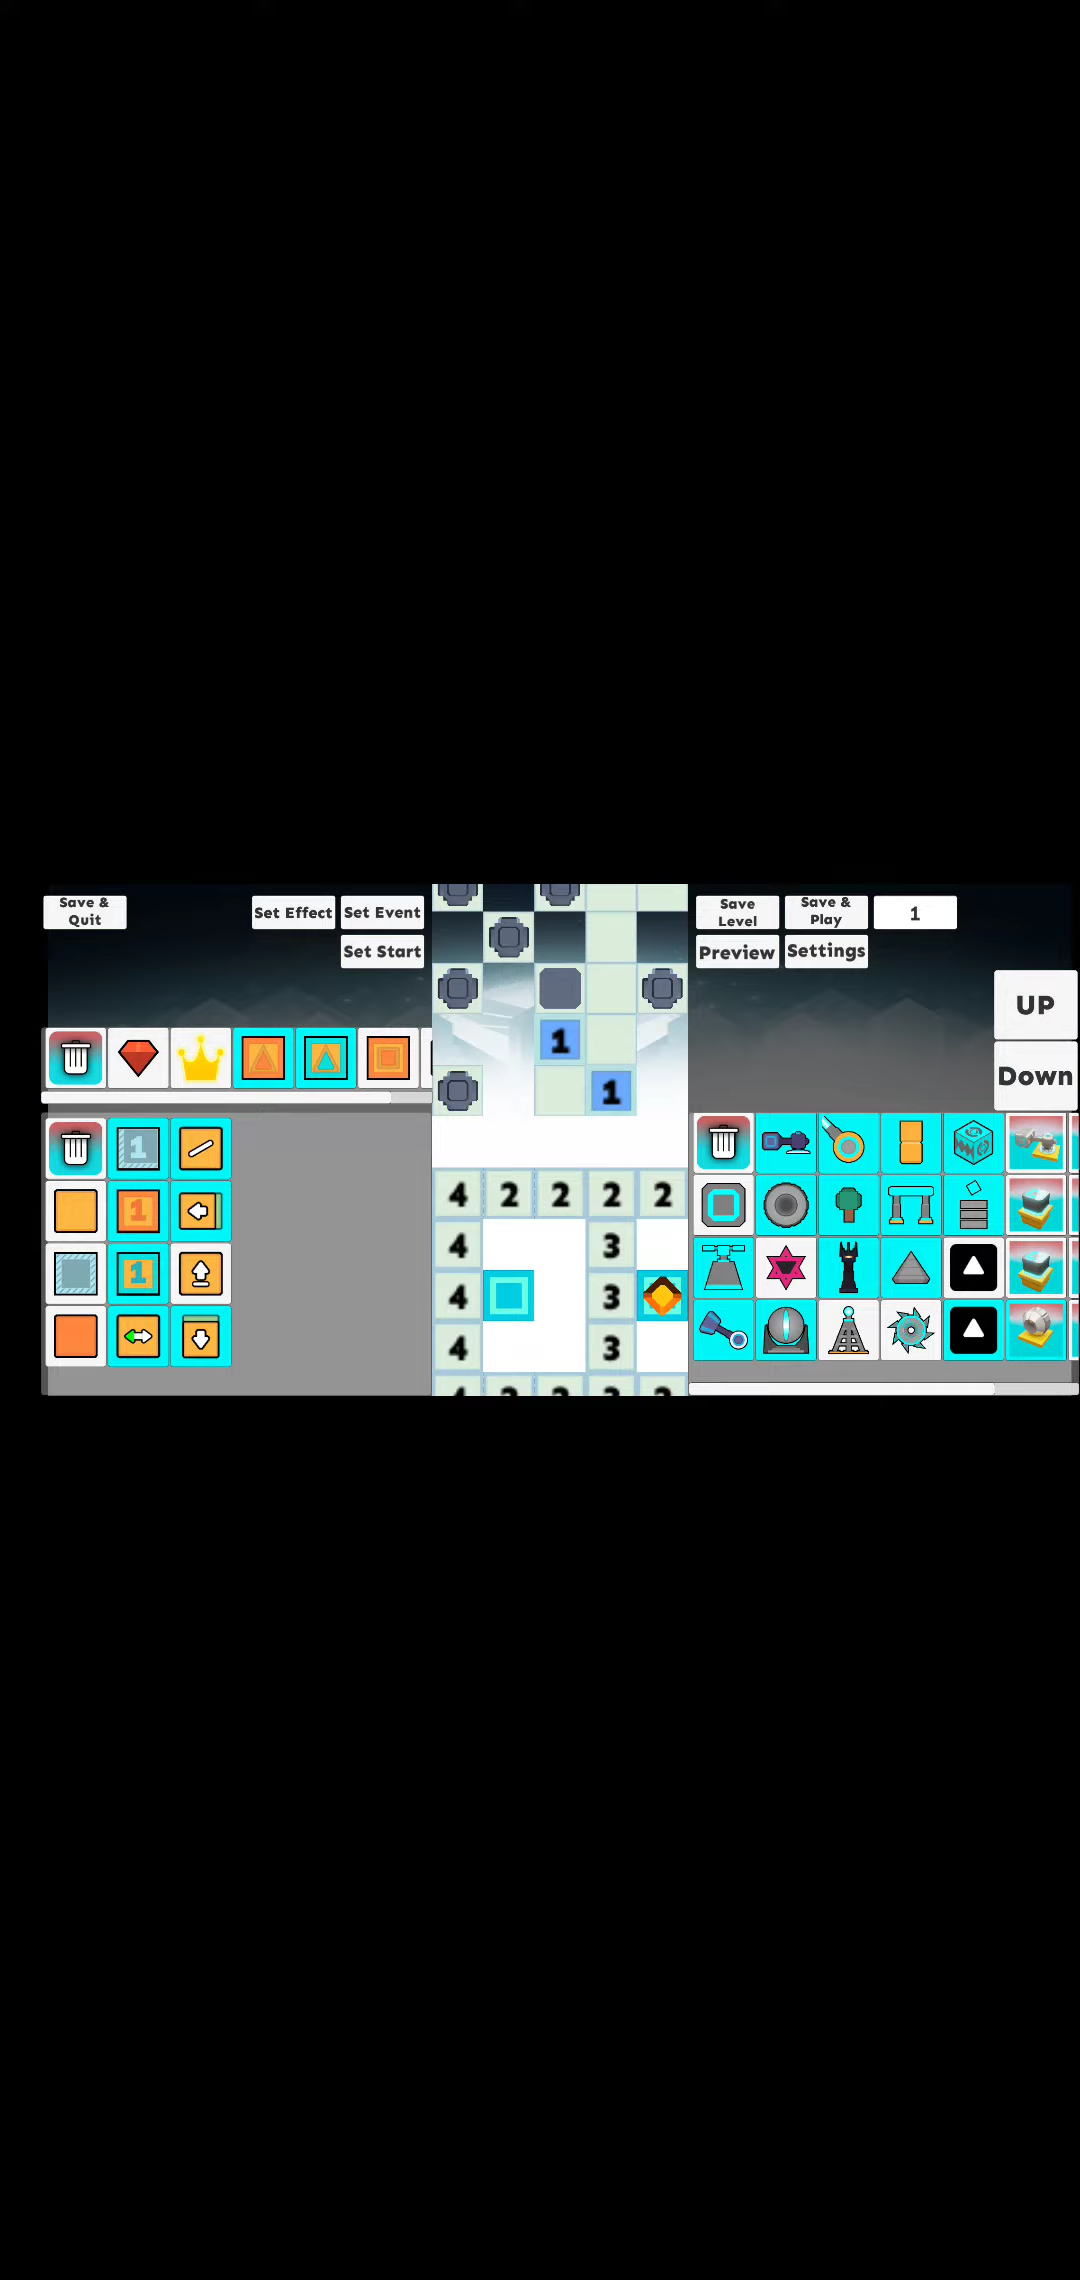 Save &
Quit
Set Effect
Set Event
Set Start
Save
Level
Save &
Play
1
Preview
Settings
UP
Down
1
1
1
1
1
4 2 2 2 2
4 3
4 3
4 3